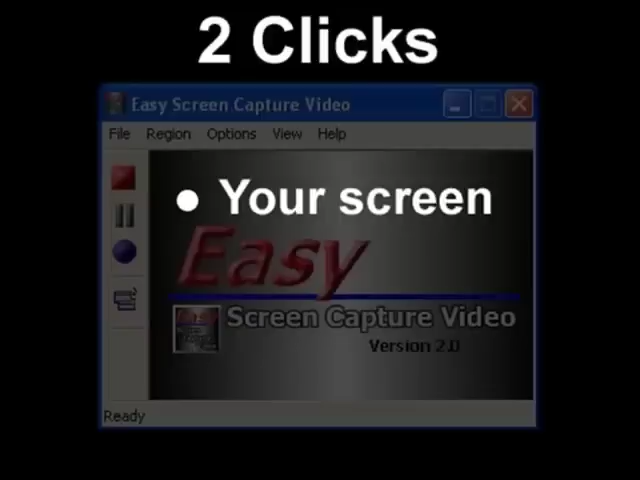 2 Clicks
Easy Screen Capture Video
File Region Options View Help
● Your screen
Easy
Screen Capture Video
Version 2.0
Ready